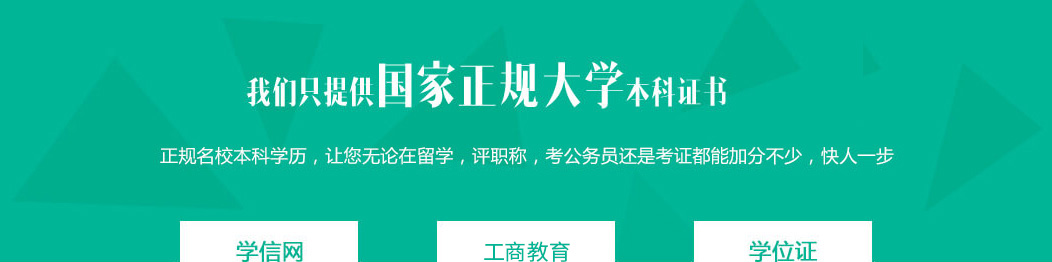 我们只提供国家正规大学本科证书
正规名校本科学历，让您无论在留学，评职称，考公务员还是考证都能加分不少，快人一步
学信网
工商教育
学位证